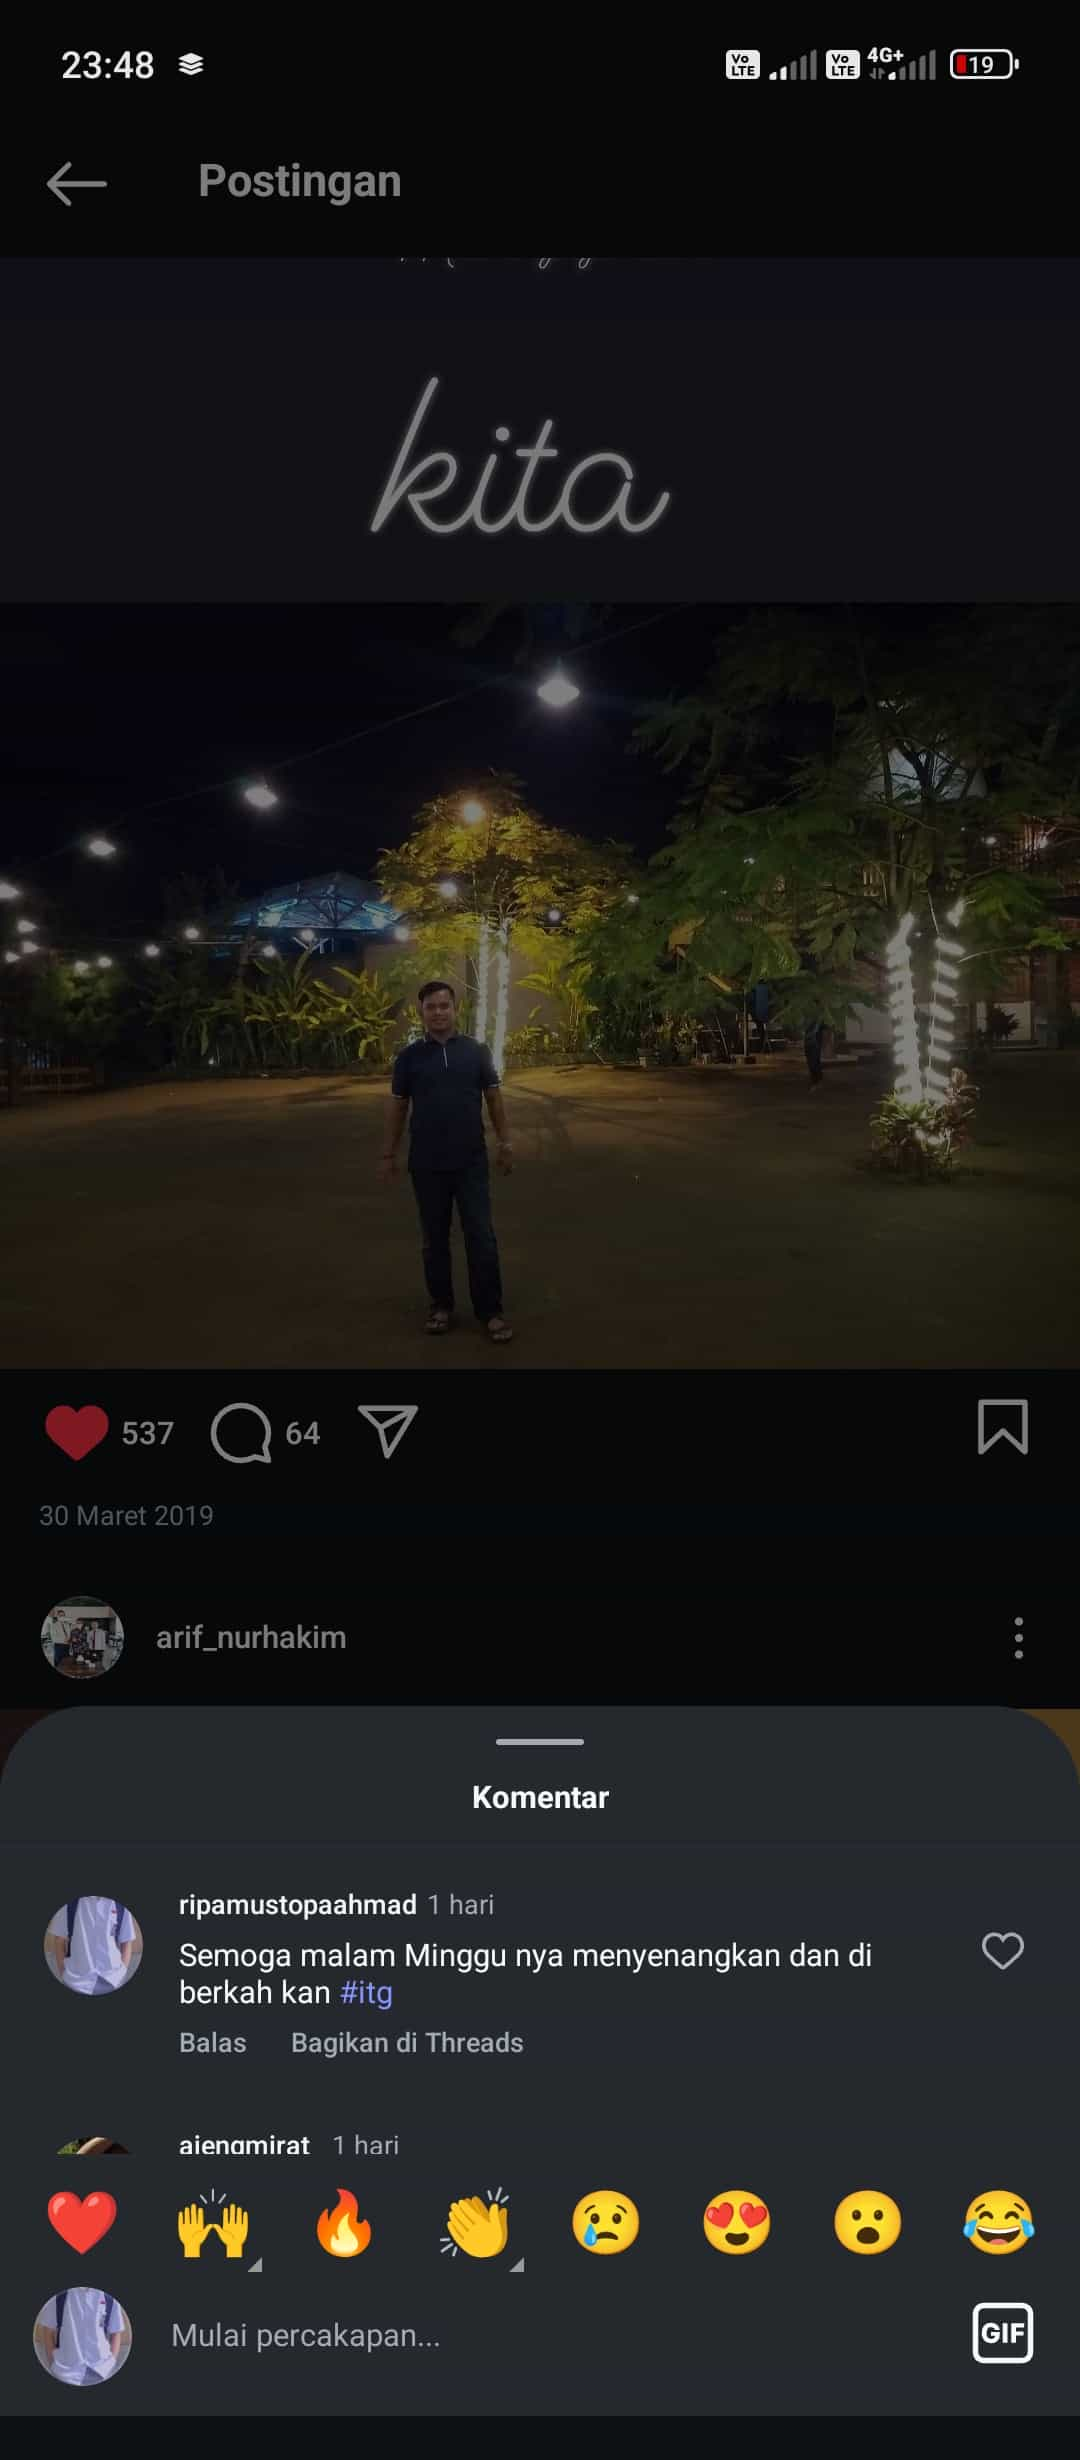 23:48
Vo LTE Vo LTE 4G+ 19
Postingan
kita
537 64
30 Maret 2019
arif_nurhakim
Komentar
ripamustopaahmad 1 hari
Semoga malam Minggu nya menyenangkan dan di
berkah kan #itg
Balas Bagikan di Threads
ajengmirat 1 hari
Mulai percakapan...
GIF